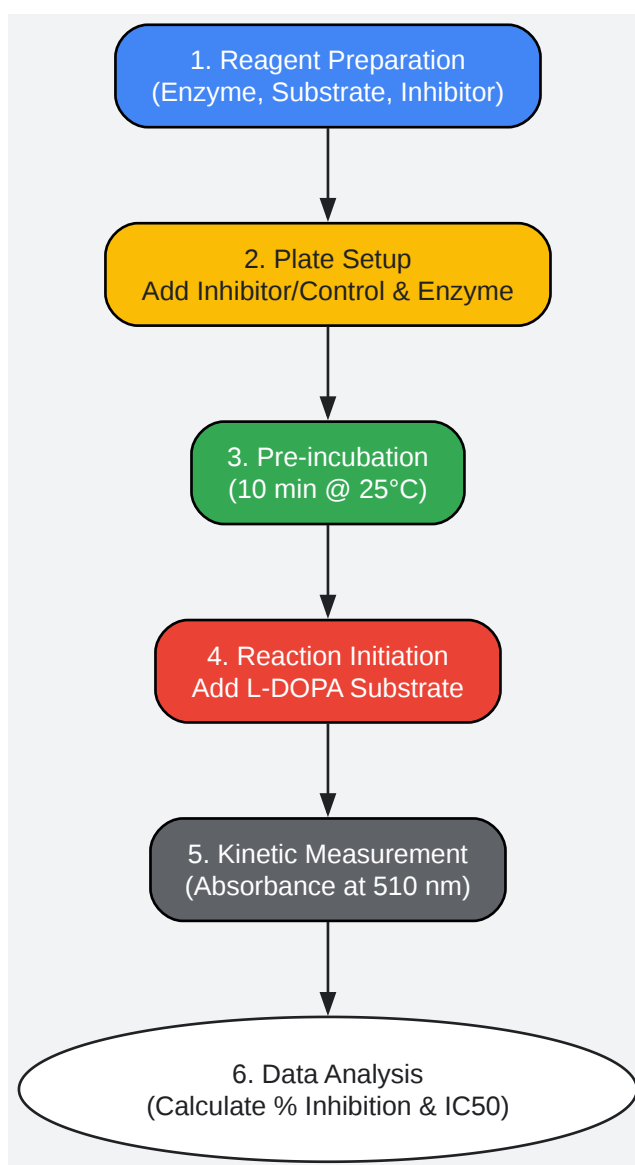 1. Reagent Preparation
(Enzyme, Substrate, Inhibitor)
2. Plate Setup
Add Inhibitor/Control & Enzyme
3. Pre-incubation
(10 min @ 25°C)
4. Reaction Initiation
Add L-DOPA Substrate
5. Kinetic Measurement
(Absorbance at 510 nm)
6. Data Analysis
(Calculate % Inhibition & IC50)